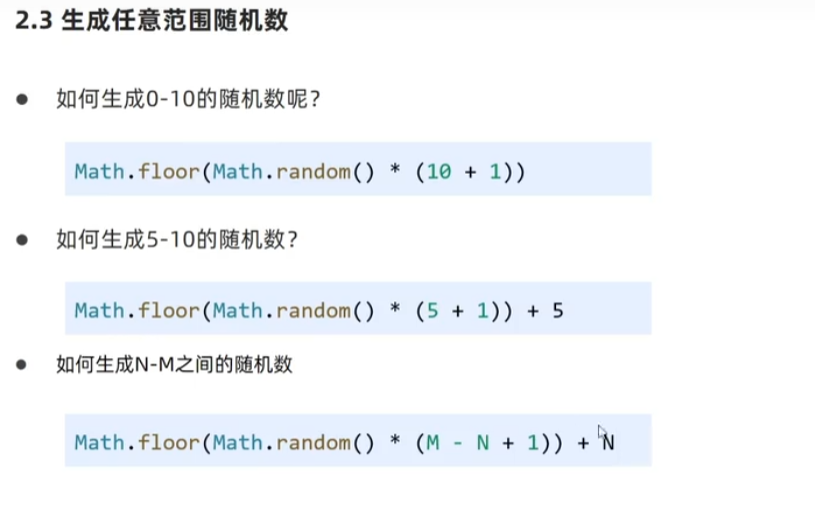 2.3 生成任意范围随机数
● 如何生成0-10的随机数呢?
Math.floor(Math.random() * (10 + 1))
● 如何生成5-10的随机数?
Math.floor(Math.random() * (5 + 1)) + 5
● 如何生成N-M之间的随机数
Math.floor(Math.random() * (M - N + 1)) + N